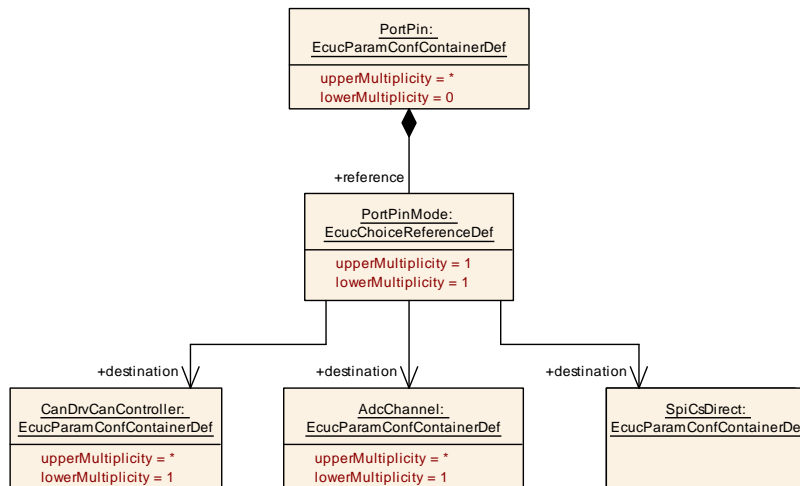 PortPin:
EcucParamConfContainerDef
upperMultiplicity = *
lowerMultiplicity = 0
+reference
PortPinMode:
EcucChoiceReferenceDef
upperMultiplicity = 1
lowerMultiplicity = 1
+destination
+destination
+destination
CanDrvCanController:
EcucParamConfContainerDef
upperMultiplicity = *
lowerMultiplicity = 1
AdcChannel:
EcucParamConfContainerDef
upperMultiplicity = *
lowerMultiplicity = 1
SpiCsDirect:
EcucParamConfContainerDe